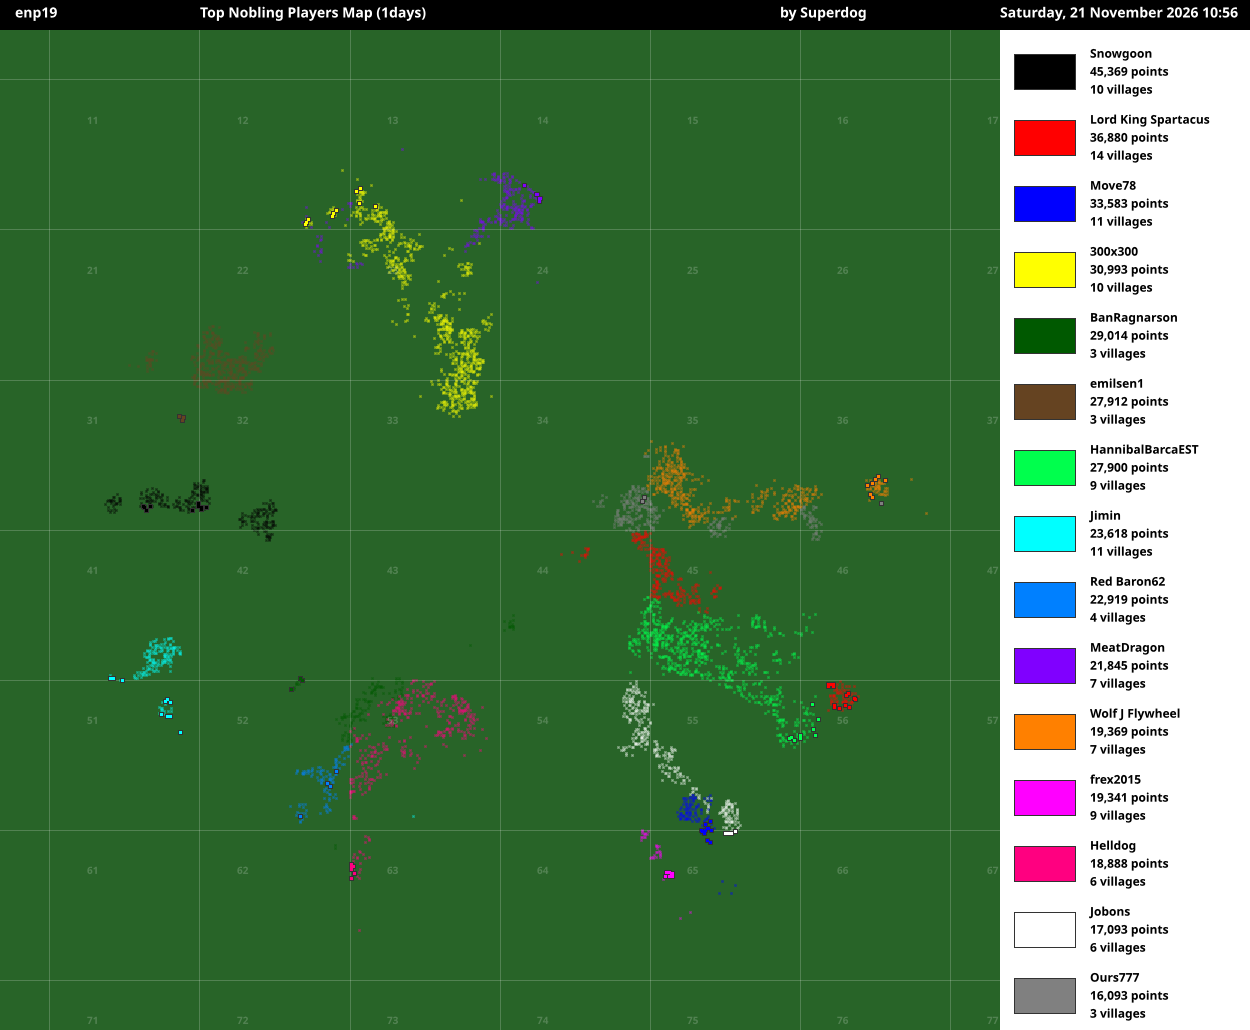 enp19 Top Nobling Players Map (1days) by Superdog Saturday, 21 November 2026 10:56
Snowgoon
45,369 points
10 villages
Lord King Spartacus
36,880 points
14 villages
Move78
33,583 points
11 villages
300x300
30,993 points
10 villages
BanRagnarson
29,014 points
3 villages
emilsen1
27,912 points
3 villages
HannibalBarcaEST
27,900 points
9 villages
Jimin
23,618 points
11 villages
Red Baron62
22,919 points
4 villages
MeatDragon
21,845 points
7 villages
Wolf J Flywheel
19,369 points
7 villages
frex2015
19,341 points
9 villages
Helldog
18,888 points
6 villages
Jobons
17,093 points
6 villages
Ours777
16,093 points
3 villages
11 12 13 14 15 16 17
21 22 23 24 25 26 27
31 32 34 35 36 37
41 42 43 44 45 46 47
51 52 53 54 55 56 57
61 62 63 64 65 66 67
71 72 73 74 75 76 77